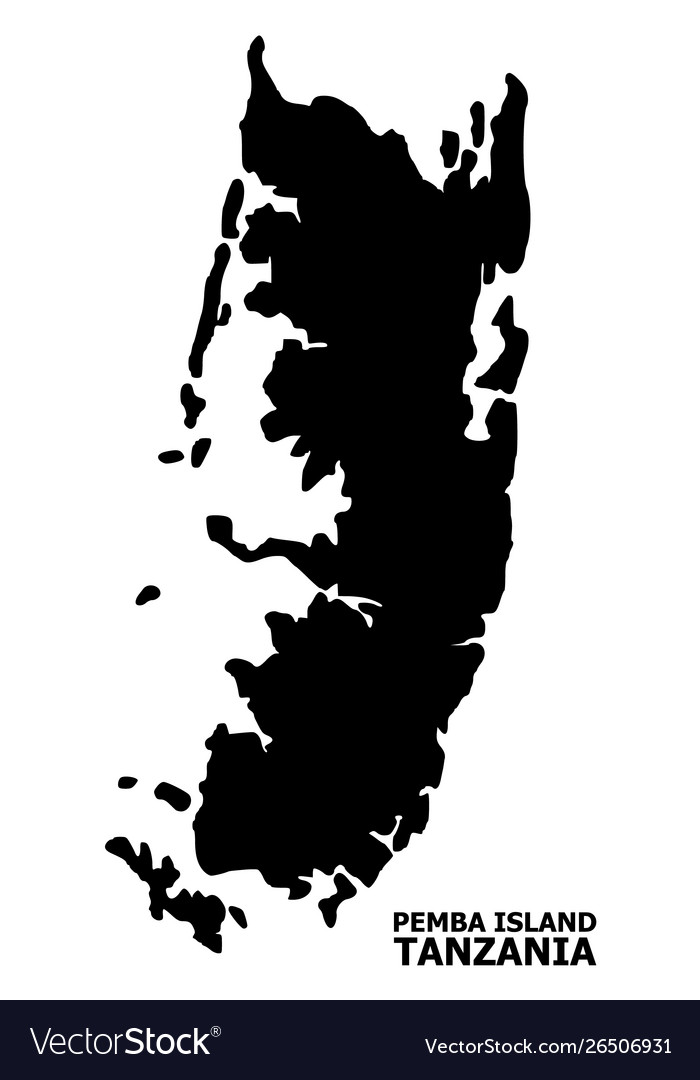 PEMBA ISLAND
TANZANIA
VectorStock®
VectorStock.com/26506931